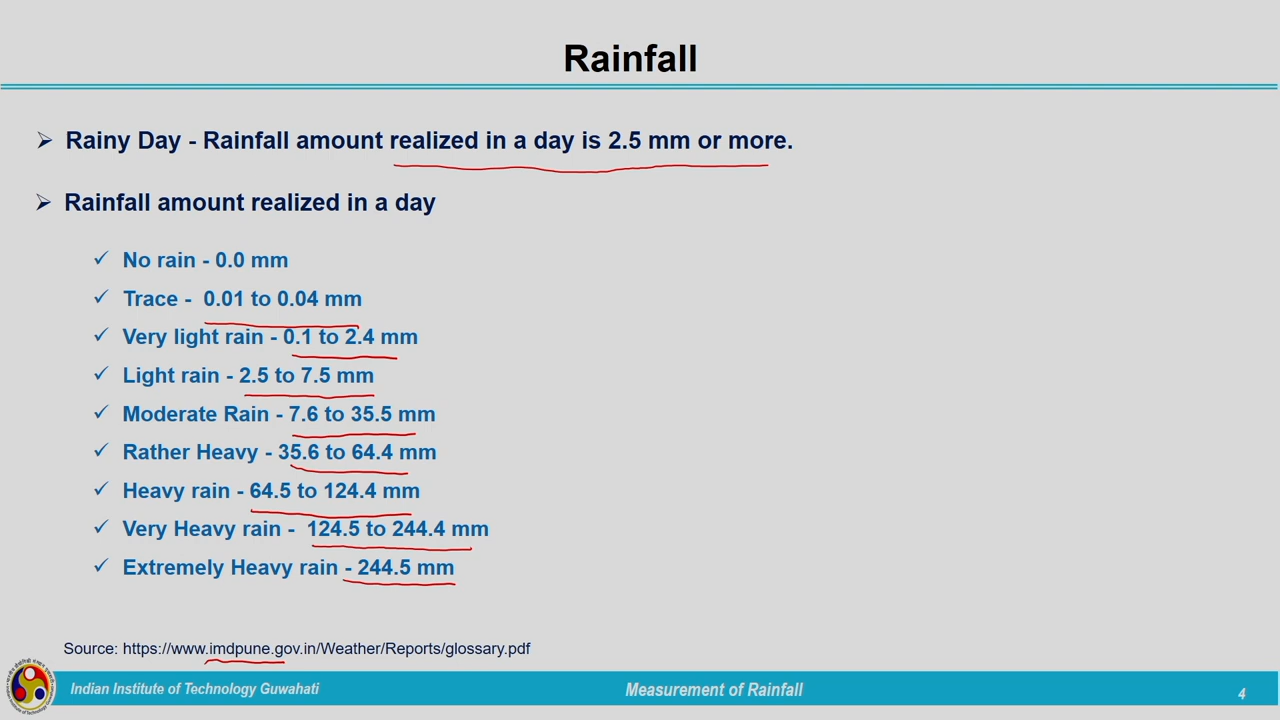 Rainfall
➢ Rainy Day - Rainfall amount realized in a day is 2.5 mm or more.
➢ Rainfall amount realized in a day
✓ No rain - 0.0 mm
✓ Trace - 0.01 to 0.04 mm
✓ Very light rain - 0.1 to 2.4 mm
✓ Light rain - 2.5 to 7.5 mm
✓ Moderate Rain - 7.6 to 35.5 mm
✓ Rather Heavy - 35.6 to 64.4 mm
✓ Heavy rain - 64.5 to 124.4 mm
✓ Very Heavy rain - 124.5 to 244.4 mm
✓ Extremely Heavy rain - 244.5 mm
Source: https://www.imdpune.gov.in/Weather/Reports/glossary.pdf
Indian Institute of Technology Guwahati
Measurement of Rainfall
4